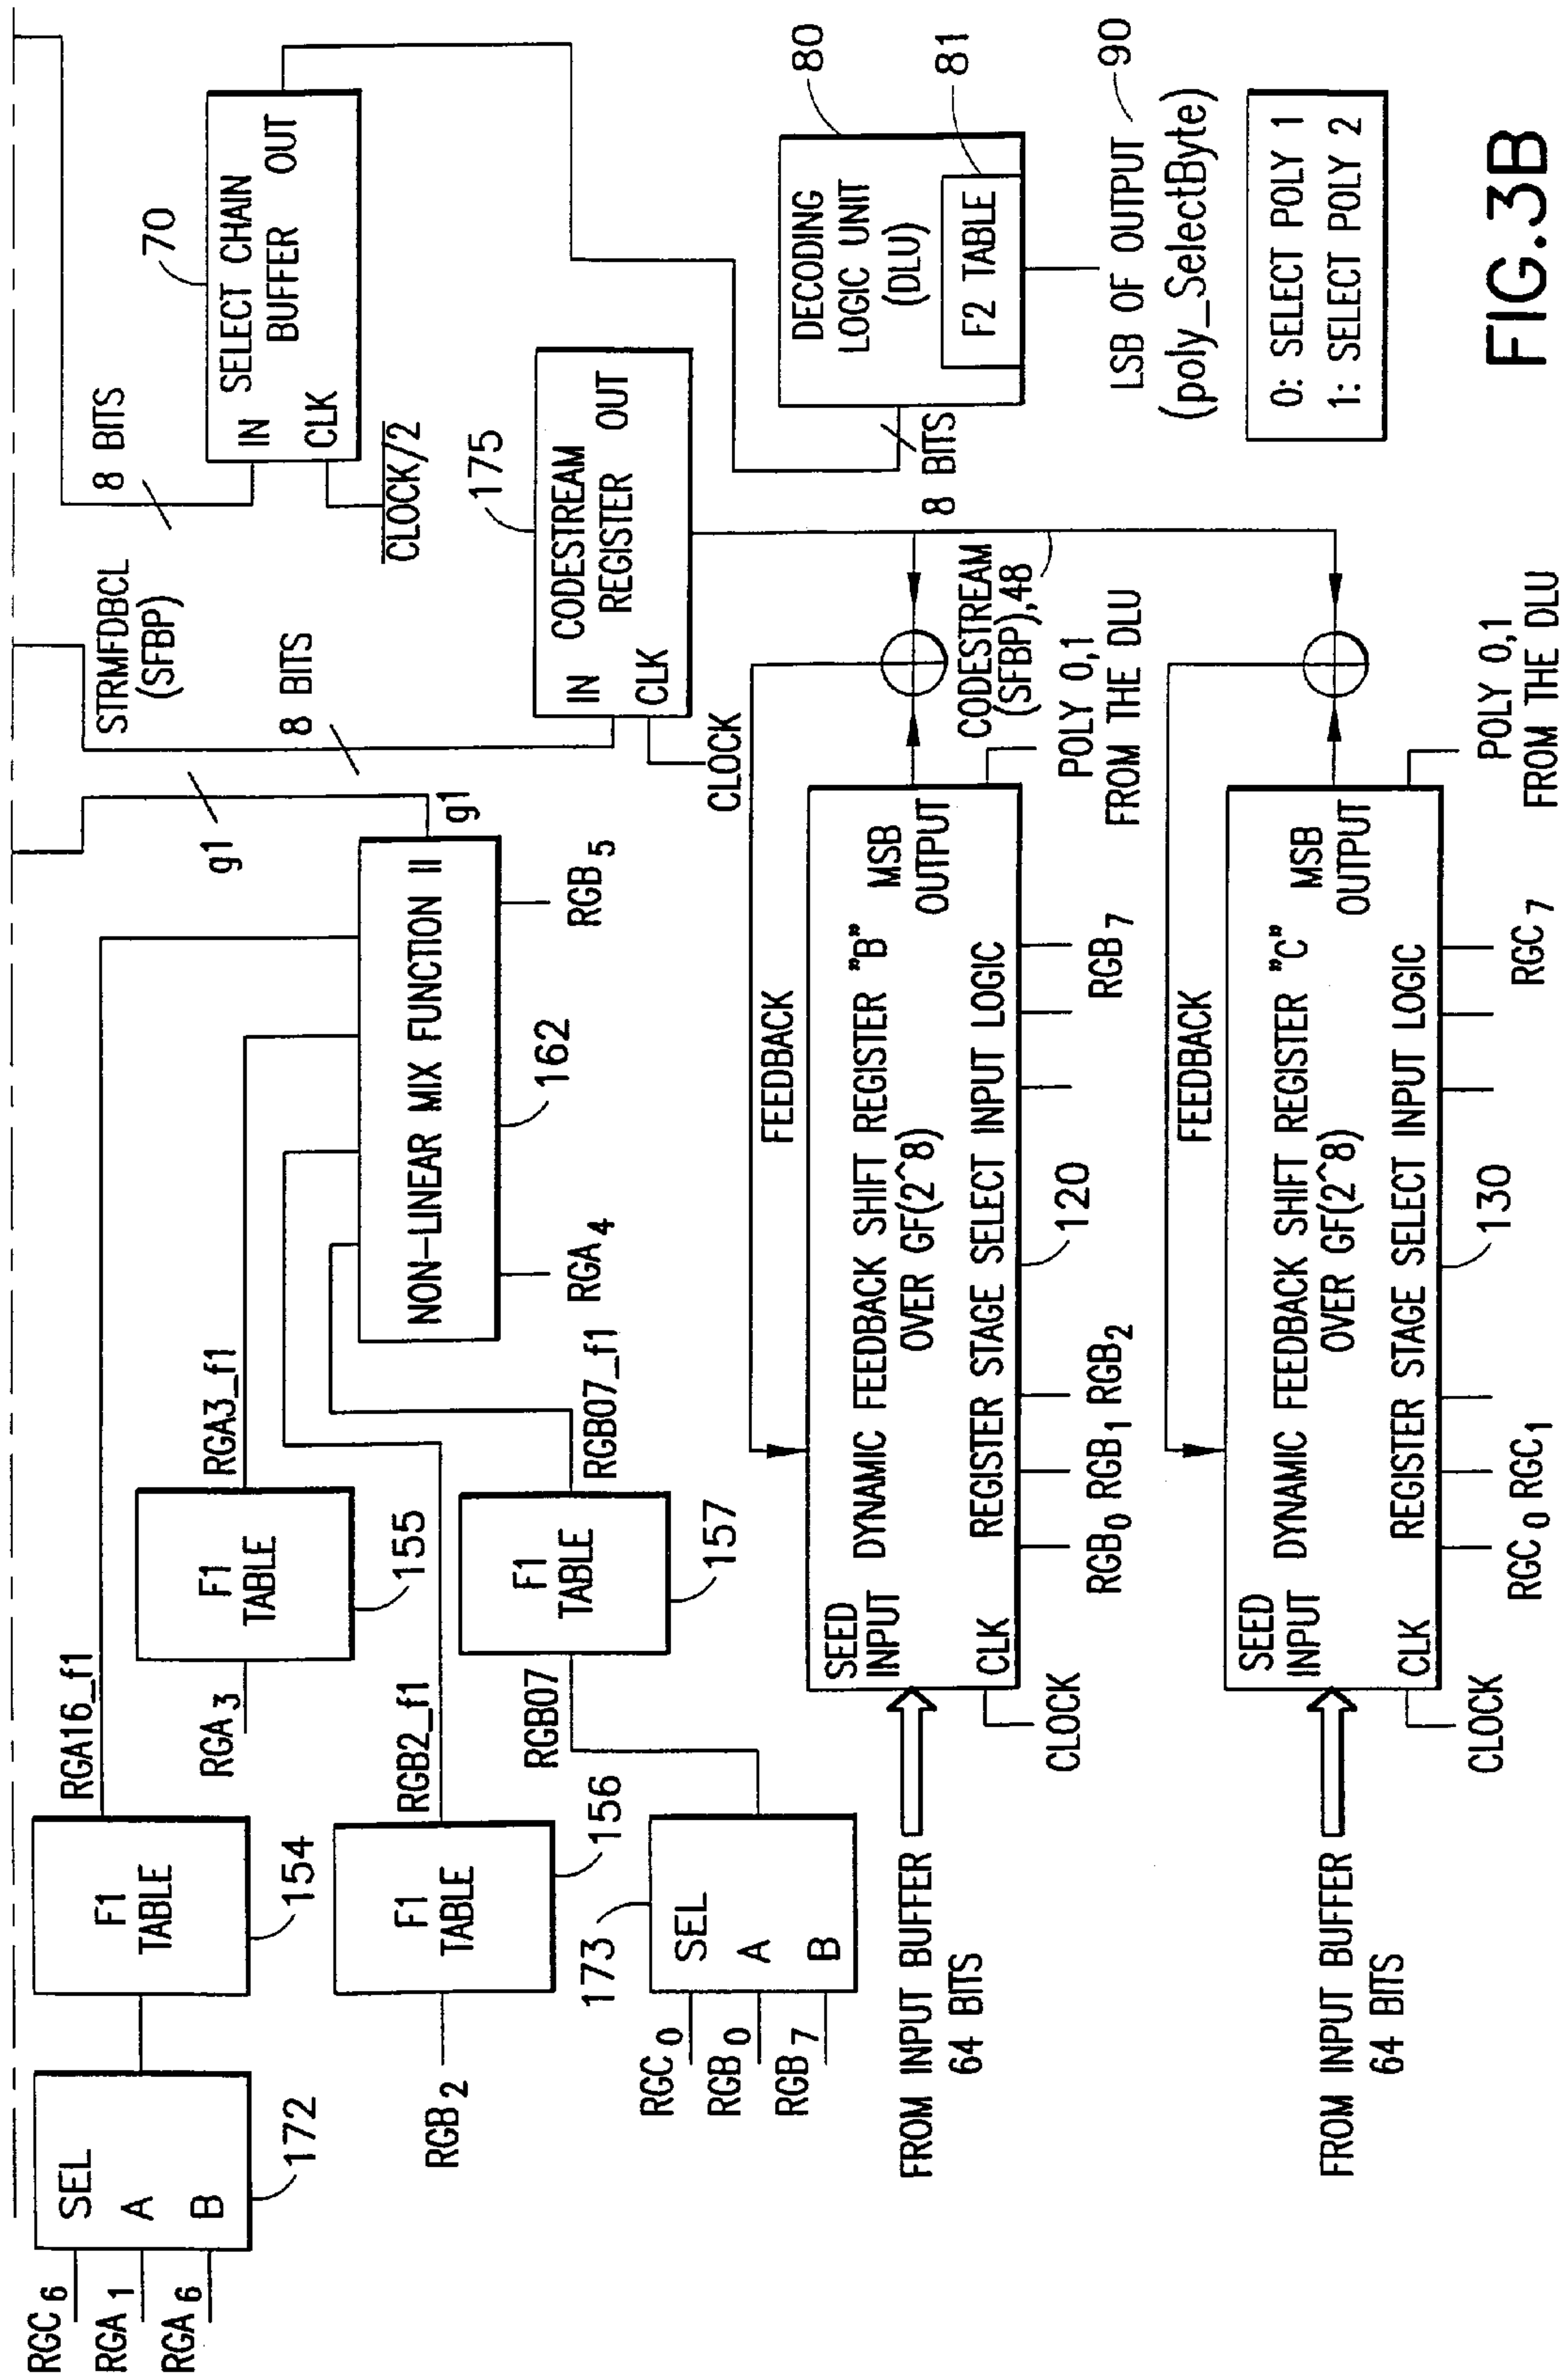 RGC6
RGA1
RGA6
SEL
A
B
172
F1
TABLE
154
RGA16_f1
RGA3
F1
TABLE
155
RGA3_f1
RGB2
F1
TABLE
156
RGB2_f1
RGC0
RGB0
RGB7
SEL
A
B
173
RGB07
F1
TABLE
157
RGB07_f1
NON-LINEAR MIX FUNCTION II
162
RGA4
RGB5
g1
g1
8 BITS
STRMFDBCL
(SFBP)
8 BITS
SELECT CHAIN
BUFFER
IN
OUT
CLK
70
CLOCK/2
CODESTREAM
REGISTER
IN
OUT
CLK
175
CLOCK
8 BITS
DECODING
LOGIC UNIT
(DLU)
F2 TABLE
80
81
LSB OF OUTPUT
(poly_SelectByte)
90
0: SELECT POLY 1
1: SELECT POLY 2
FROM INPUT BUFFER
64 BITS
SEED
INPUT
DYNAMIC FEEDBACK SHIFT REGISTER "B"
OVER GF(2^8)
REGISTER STAGE SELECT INPUT LOGIC
MSB
OUTPUT
CLK
CLOCK
FEEDBACK
RGB0 RGB1 RGB2
120
RGB7
CODESTREAM
(SFBP),48
POLY 0,1
FROM THE DLU
FROM INPUT BUFFER
64 BITS
SEED
INPUT
DYNAMIC FEEDBACK SHIFT REGISTER "C"
OVER GF(2^8)
REGISTER STAGE SELECT INPUT LOGIC
MSB
OUTPUT
CLK
CLOCK
FEEDBACK
RGC0 RGC1
130
RGC7
POLY 0,1
FROM THE DLU
FIG.3B